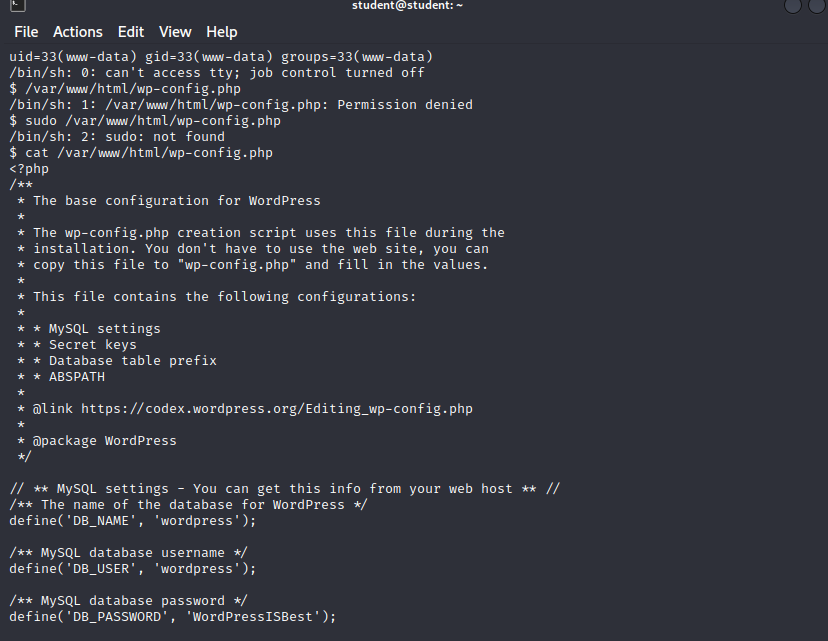 student@student: ~
File Actions Edit View Help
uid=33(www-data) gid=33(www-data) groups=33(www-data)
/bin/sh: 0: can't access tty; job control turned off
$ /var/www/html/wp-config.php
/bin/sh: 1: /var/www/html/wp-config.php: Permission denied
$ sudo /var/www/html/wp-config.php
/bin/sh: 2: sudo: not found
$ cat /var/www/html/wp-config.php
<?php
/**
 * The base configuration for WordPress
 *
 * The wp-config.php creation script uses this file during the
 * installation. You don't have to use the web site, you can
 * copy this file to "wp-config.php" and fill in the values.
 *
 * This file contains the following configurations:
 *
 * * MySQL settings
 * * Secret keys
 * * Database table prefix
 * * ABSPATH
 *
 * @link https://codex.wordpress.org/Editing_wp-config.php
 *
 * @package WordPress
 */
// ** MySQL settings - You can get this info from your web host ** //
/** The name of the database for WordPress */
define('DB_NAME', 'wordpress');
/** MySQL database username */
define('DB_USER', 'wordpress');
/** MySQL database password */
define('DB_PASSWORD', 'WordPressISBest');